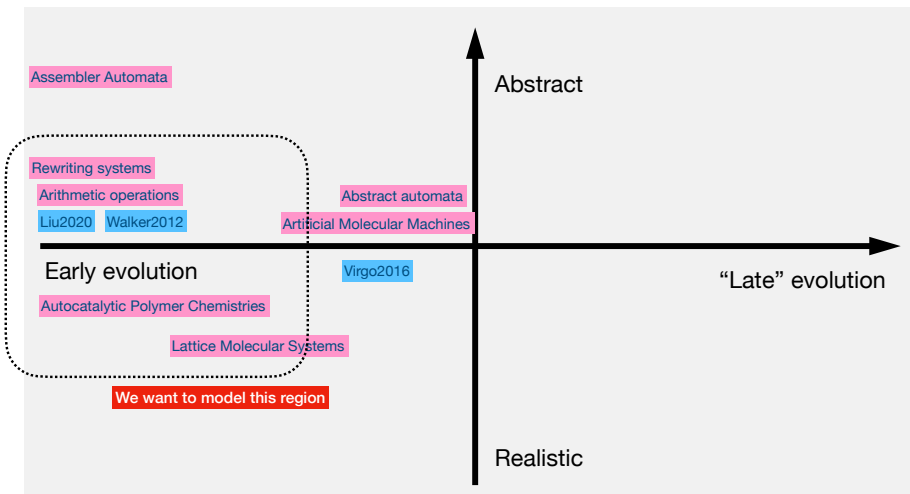 Assembler Automata
Abstract
Rewriting systems
Arithmetic operations
Abstract automata
Liu2020
Walker2012
Artificial Molecular Machines
Early evolution
Virgo2016
“Late” evolution
Autocatalytic Polymer Chemistries
Lattice Molecular Systems
We want to model this region
Realistic